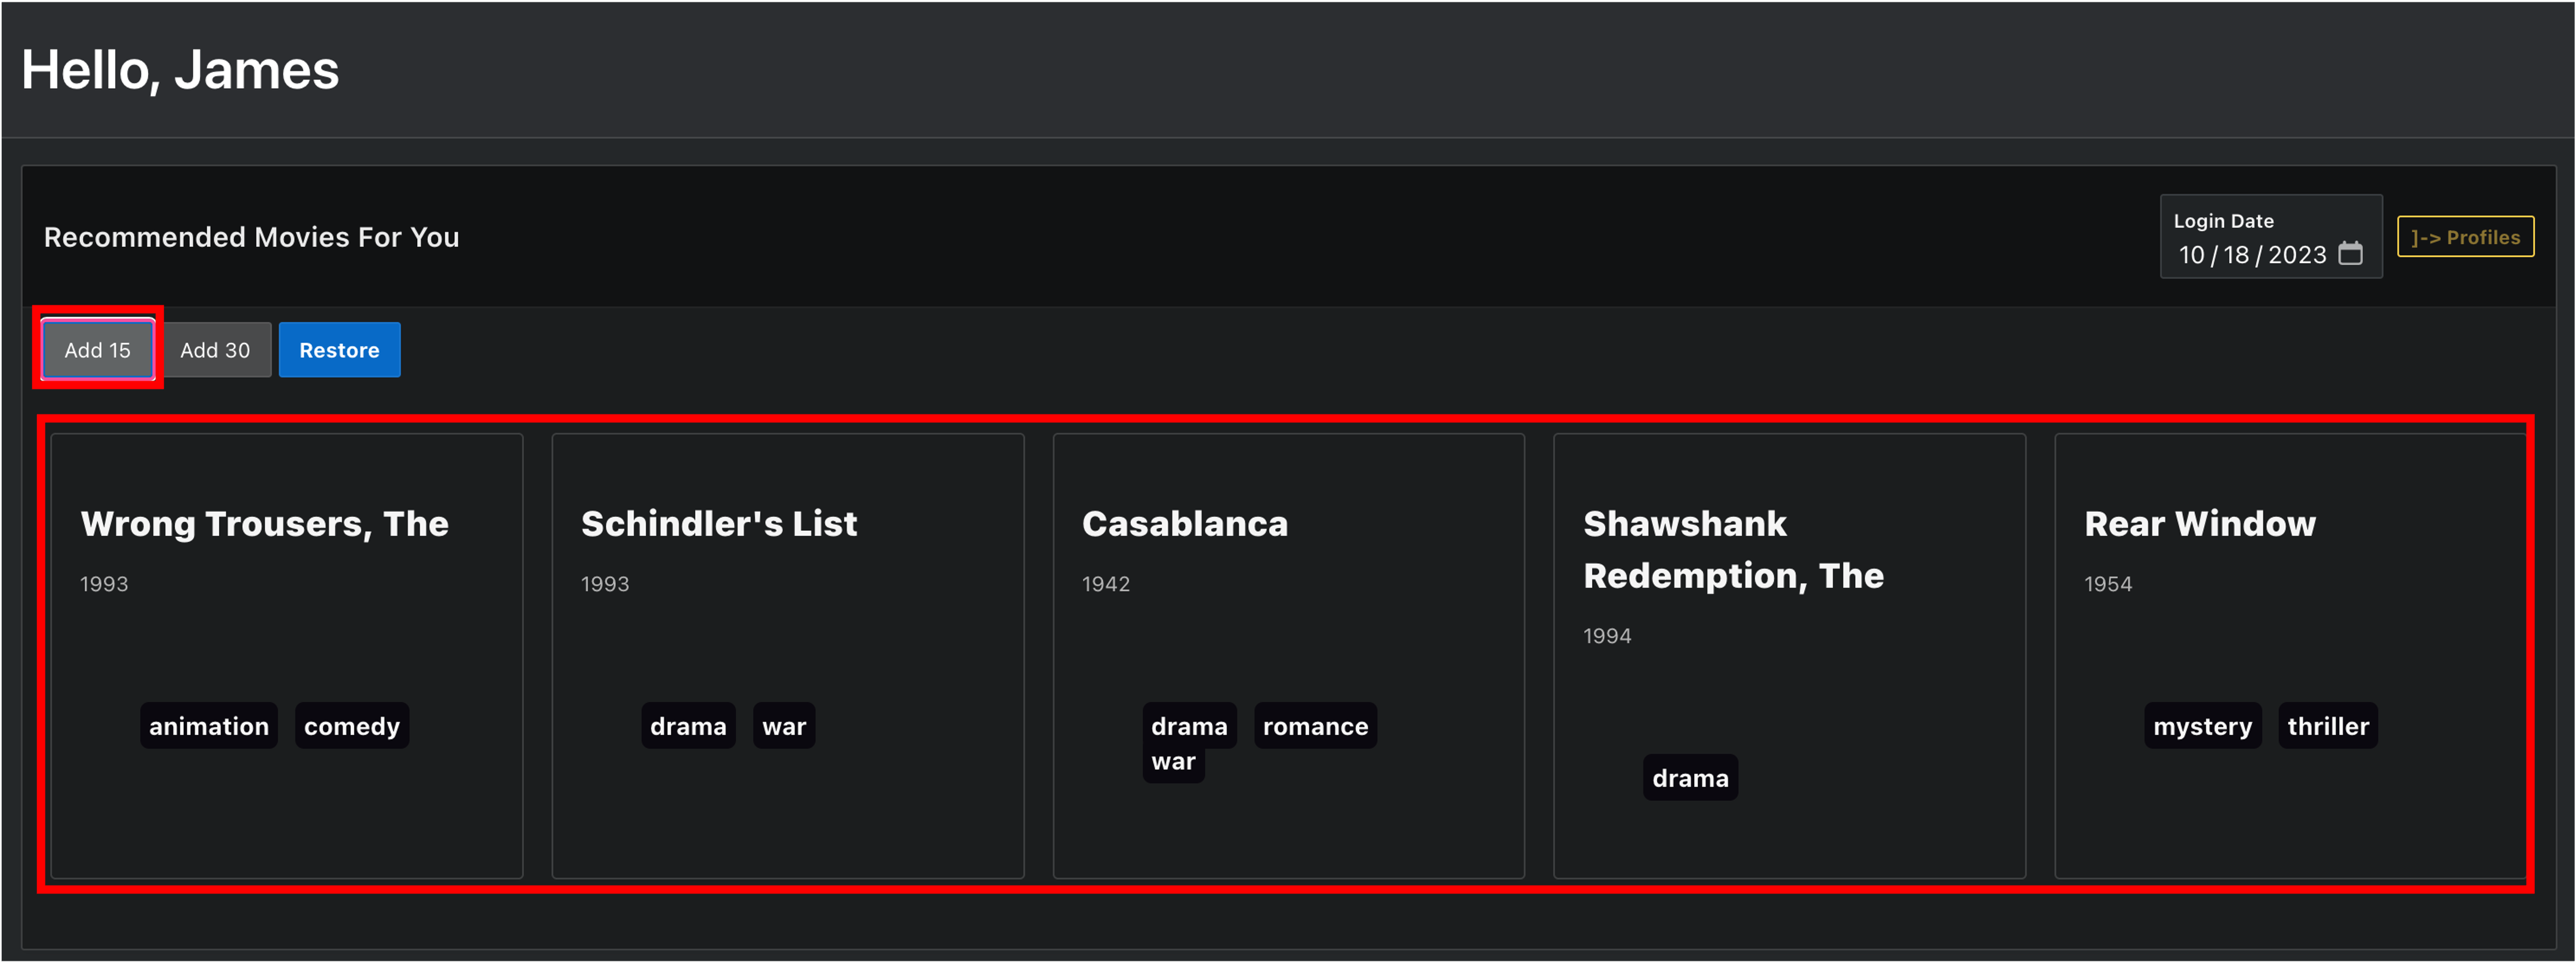 Hello, James
Recommended Movies For You
Login Date
10/18/2023
]-> Profiles
Add 15
Add 30
Restore
Wrong Trousers, The
1993
animation comedy
Schindler's List
1993
drama war
Casablanca
1942
drama romance
war
Shawshank
Redemption, The
1994
drama
Rear Window
1954
mystery thriller